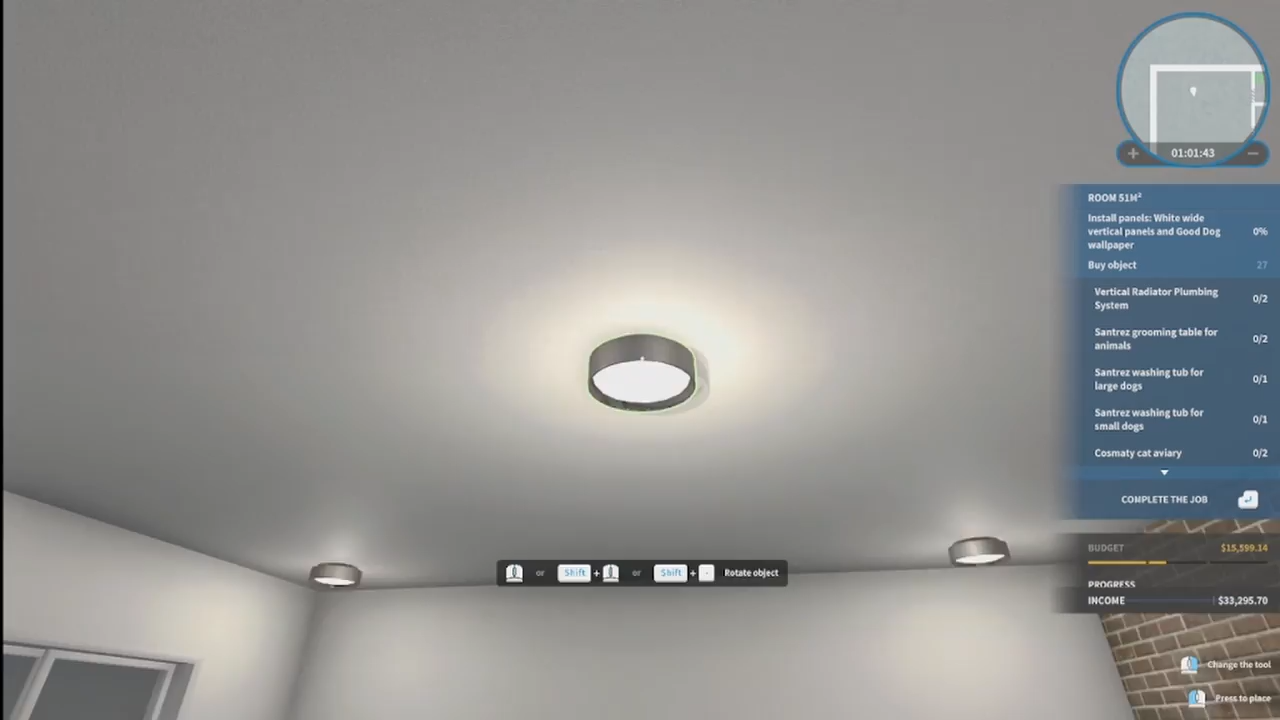 + 01:01:43 −
ROOM 51M²
Install panels: White wide
vertical panels and Good Dog
wallpaper
0%
Buy object 27
Vertical Radiator Plumbing
System
0/2
Santrez grooming table for
animals
0/2
Santrez washing tub for
large dogs
0/1
Santrez washing tub for
small dogs
0/1
Cosmaty cat aviary 0/2
COMPLETE THE JOB
BUDGET $15,599.14
PROGRESS
INCOME $33,295.70
or Shift + or Shift + Rotate object
Change the tool
Press to place